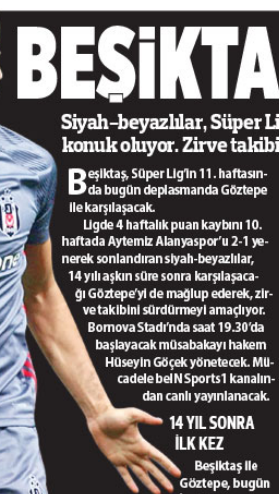 BEŞİKTA
Siyah-beyazlılar, Süper Li
konuk oluyor. Zirve takibi
Beşiktaş, Süper Lig'in 11. haftasın-
da bugün deplasmanda Göztepe
ile karşılaşacak.
Ligde 4 haftalık puan kaybını 10.
haftada Aytemiz Alanyaspor'u 2-1 ye-
nerek sonlandıran siyah-beyazlılar,
14 yılı aşkın süre sonra karşılaşaca-
ğı Göztepe'yi de mağlup ederek, zir-
ve takibini sürdürmeyi amaçlıyor.
Bornova Stadı'nda saat 19.30'da
başlayacak müsabakayı hakem
Hüseyin Göçek yönetecek. Mü-
cadele beIN Sports1 kanalın-
dan canlı yayınlanacak.
14 YIL SONRA
İLK KEZ
Beşiktaş ile
Göztepe, bugün